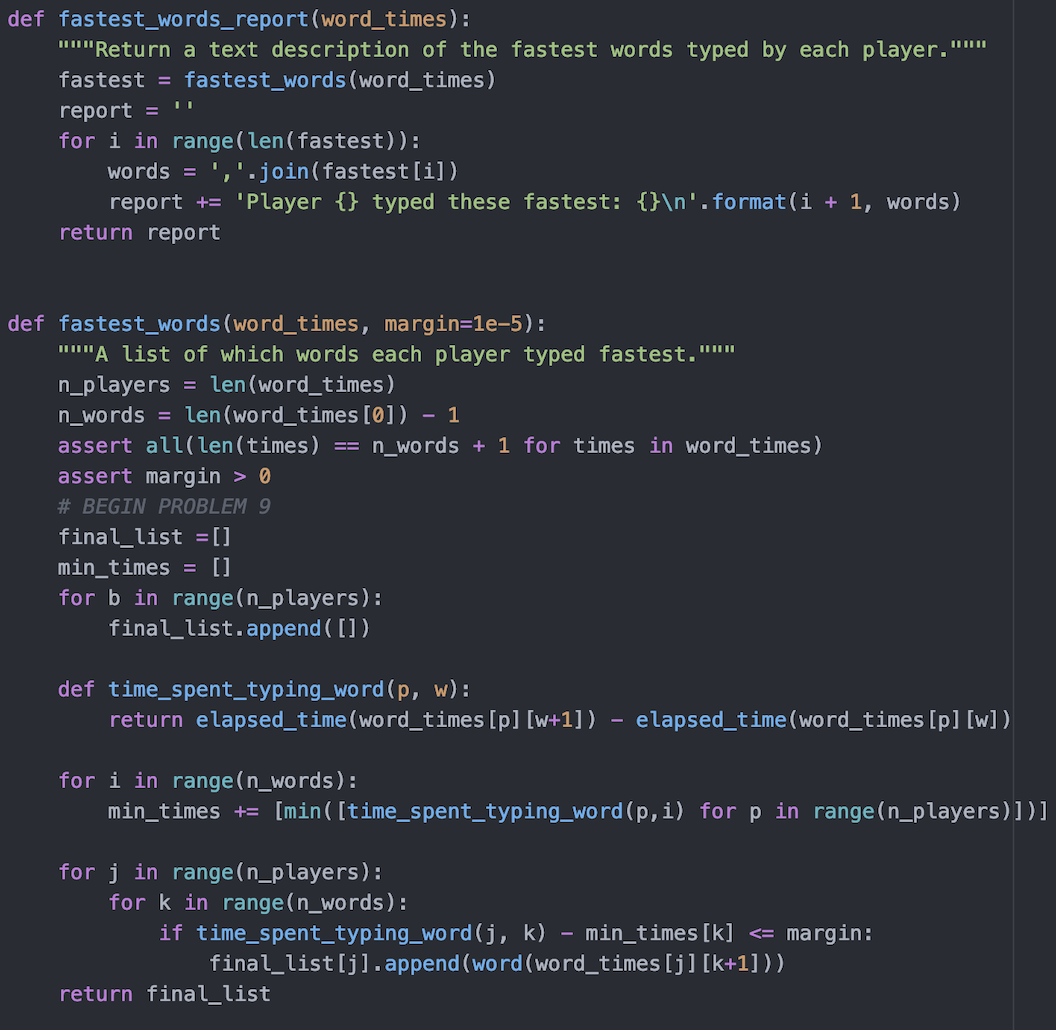 def fastest_words_report(word_times):
    """Return a text description of the fastest words typed by each player."""
    fastest = fastest_words(word_times)
    report = ''
    for i in range(len(fastest)):
        words = ','.join(fastest[i])
        report += 'Player {} typed these fastest: {}\n'.format(i + 1, words)
    return report

def fastest_words(word_times, margin=1e-5):
    """A list of which words each player typed fastest."""
    n_players = len(word_times)
    n_words = len(word_times[0]) - 1
    assert all(len(times) == n_words + 1 for times in word_times)
    assert margin > 0
    # BEGIN PROBLEM 9
    final_list =[]
    min_times = []
    for b in range(n_players):
        final_list.append([])

    def time_spent_typing_word(p, w):
        return elapsed_time(word_times[p][w+1]) - elapsed_time(word_times[p][w])

    for i in range(n_words):
        min_times += [min([time_spent_typing_word(p,i) for p in range(n_players)])]

    for j in range(n_players):
        for k in range(n_words):
            if time_spent_typing_word(j, k) - min_times[k] <= margin:
                final_list[j].append(word(word_times[j][k+1]))
    return final_list